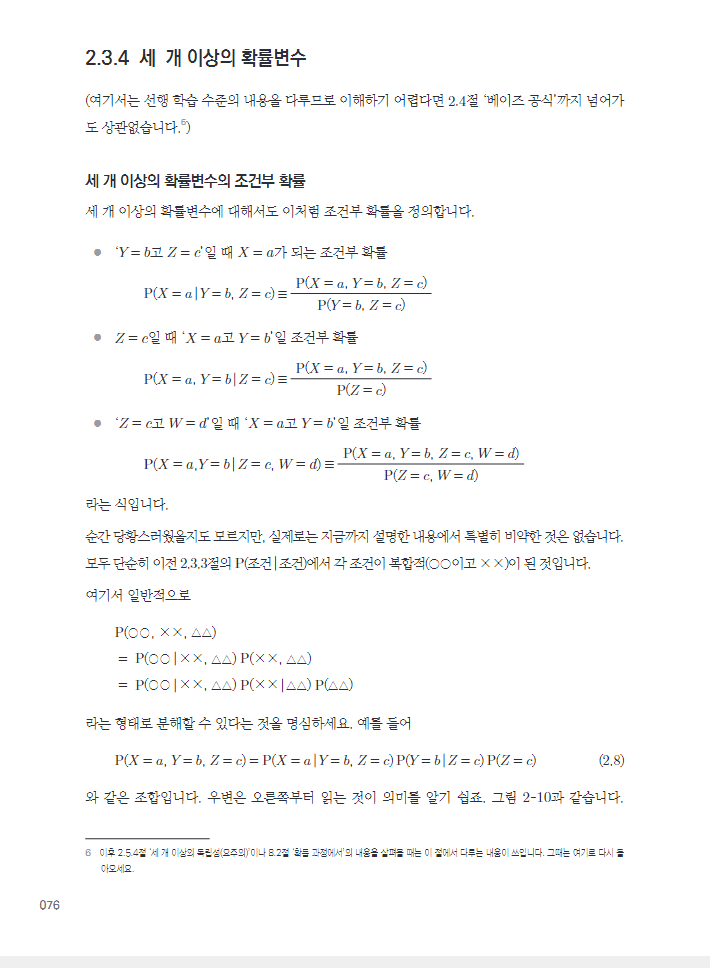 2.3.4 세 개 이상의 확률변수
(여기서는 선행 학습 수준의 내용을 다루므로 이해하기 어렵다면 2.4절 ‘베이즈 공식’까지 넘어가
도 상관없습니다.6))
세 개 이상의 확률변수의 조건부 확률
세 개 이상의 확률변수에 대해서도 이처럼 조건부 확률을 정의합니다.
● ‘Y = b고 Z = c’일 때 X = a가 되는 조건부 확률
P(X = a | Y = b, Z = c) ≡ P(X = a, Y = b, Z = c) / P(Y = b, Z = c)
● Z = c일 때 ‘X = a고 Y = b’일 조건부 확률
P(X = a, Y = b | Z = c) ≡ P(X = a, Y = b, Z = c) / P(Z = c)
● ‘Z = c고 W = d’일 때 ‘X = a고 Y = b’일 조건부 확률
P(X = a,Y = b | Z = c, W = d) ≡ P(X = a, Y = b, Z = c, W = d) / P(Z = c, W = d)
라는 식입니다.
순간 당황스러웠을지도 모르지만, 실제로는 지금까지 설명한 내용에서 특별히 비약한 것은 없습니다.
모두 단순히 이전 2.3.3절의 P(조건 | 조건)에서 각 조건이 복합적(○○이고 ××)이 된 것입니다.
여기서 일반적으로
P(○○, ××, △△)
= P(○○ | ××, △△) P(××, △△)
= P(○○ | ××, △△) P(×× | △△) P(△△)
라는 형태로 분해할 수 있다는 것을 명심하세요. 예를 들어
P(X = a, Y = b, Z = c) = P(X = a | Y = b, Z = c) P(Y = b | Z = c) P(Z = c) (2.8)
와 같은 조합입니다. 우변은 오른쪽부터 읽는 것이 의미를 알기 쉽죠. 그림 2-10과 같습니다.
6 이후 2.5.4절 ‘세 개 이상의 독립성(요주의)’이나 8.2절 ‘확률 과정에서’의 내용을 살펴볼 때는 이 절에서 다루는 내용이 쓰입니다. 그때는 여기로 다시 돌
아오세요.
076